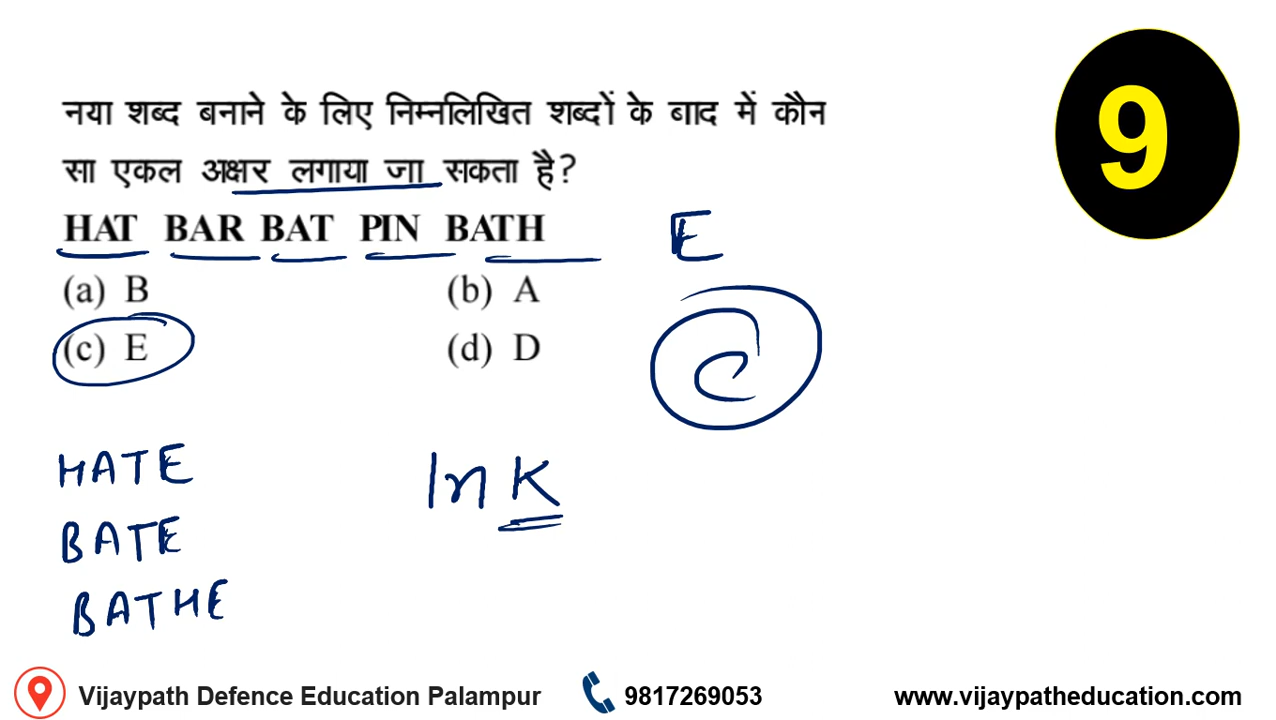 9
नया शब्द बनाने के लिए निम्नलिखित शब्दों के बाद में कौन
सा एकल अक्षर लगाया जा सकता है?
HAT BAR BAT PIN BATH
E
(a) B (b) A
(c) E (d) D
C
HATE
InK
BATE
BATHE
Vijaypath Defence Education Palampur 9817269053 www.vijaypatheducation.com